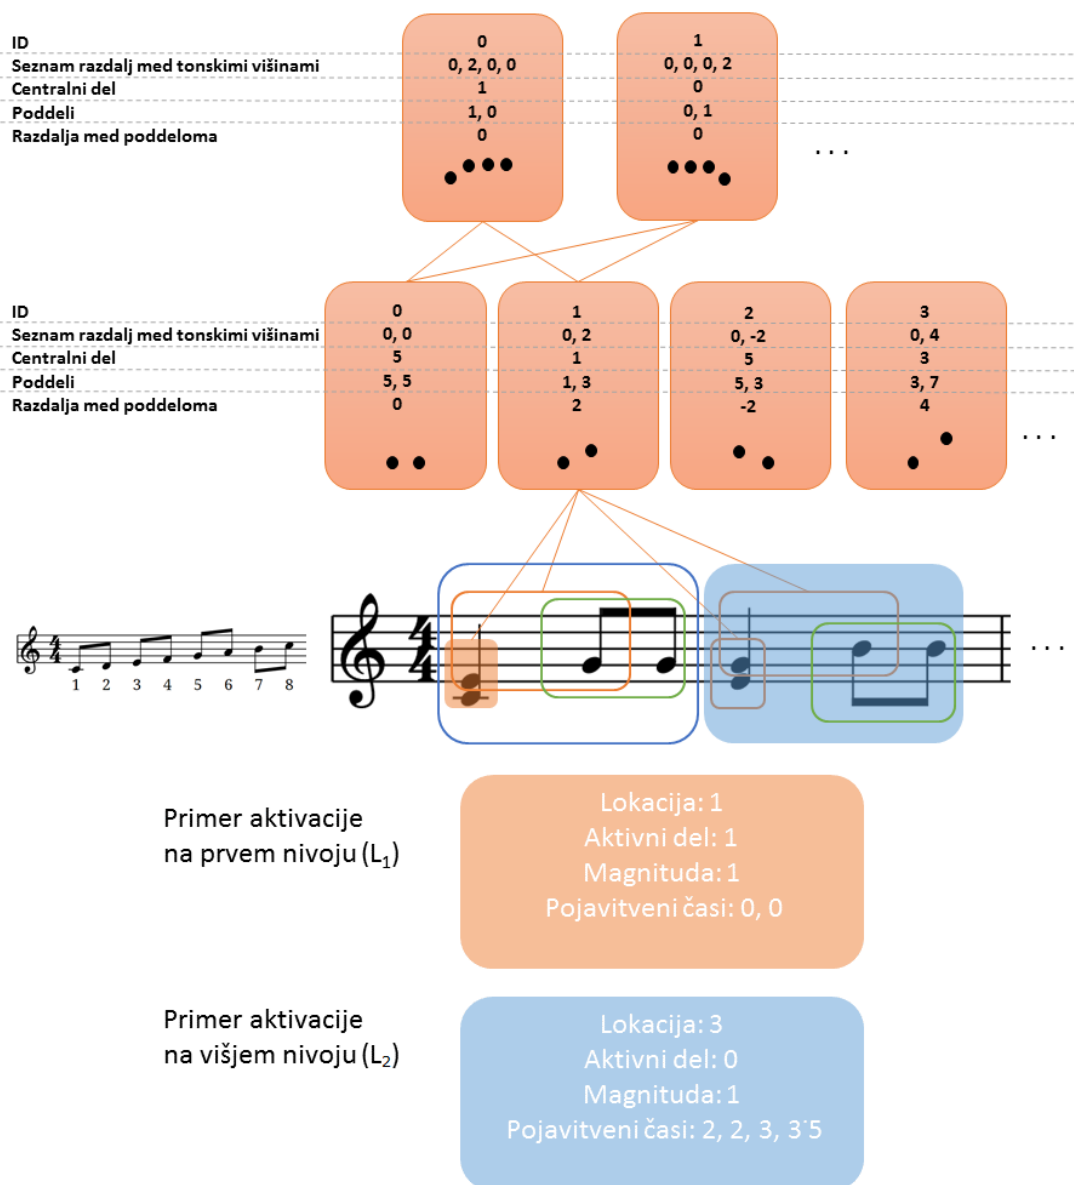 ID 0 1
Seznam razdalj med tonskimi višinami 0, 2, 0, 0 0, 0, 0, 2
Centralni del 1 0
Poddeli 1, 0 0, 1
Razdalja med poddeloma 0 0
. . .
ID 0 1 2 3
Seznam razdalj med tonskimi višinami 0, 0 0, 2 0, -2 0, 4
Centralni del 5 1 5 3
Poddeli 5, 5 1, 3 5, 3 3, 7
Razdalja med poddeloma 0 2 -2 4
. . .
4 4
4 4
1 2 3 4 5 6 7 8
. . .
Primer aktivacije
na prvem nivoju (L₁)
Lokacija: 1
Aktivni del: 1
Magnituda: 1
Pojavitveni časi: 0, 0
Primer aktivacije
na višjem nivoju (L₂)
Lokacija: 3
Aktivni del: 0
Magnituda: 1
Pojavitveni časi: 2, 2, 3, 3˙5